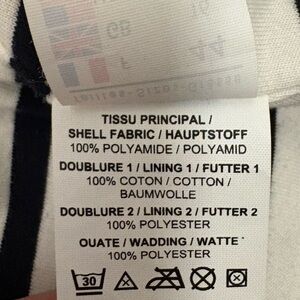 TISSU PRINCIPAL /
SHELL FABRIC / HAUPTSTOFF
100% POLYAMIDE / POLYAMID
DOUBLURE 1 / LINING 1 / FUTTER 1
100% COTON / COTTON /
BAUMWOLLE
DOUBLURE 2 / LINING 2 / FUTTER 2
100% POLYESTER
OUATE / WADDING / WATTE
100% POLYESTER
30